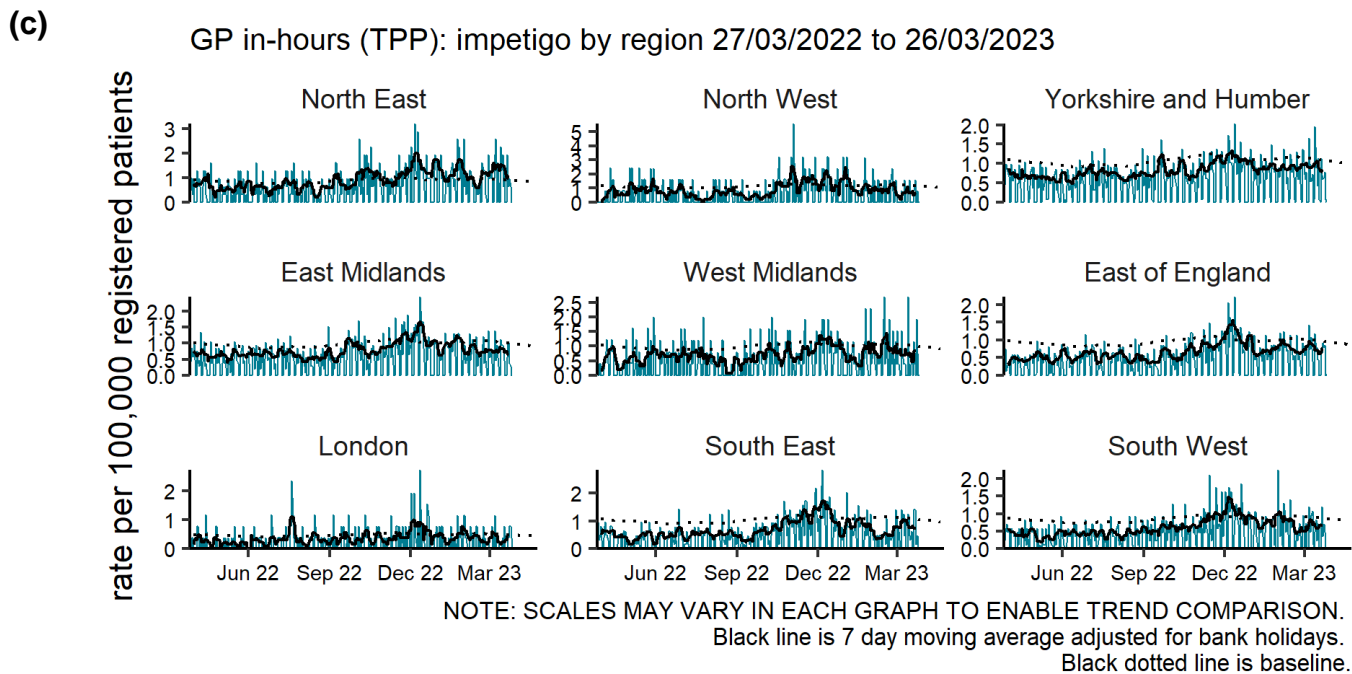 (c)
GP in-hours (TPP): impetigo by region 27/03/2022 to 26/03/2023
rate per 100,000 registered patients
North East
3
2
1
0
North West
5
4
3
2
1
0
Yorkshire and Humber
2.0
1.5
1.0
0.5
0.0
East Midlands
2.0
1.5
1.0
0.5
0.0
West Midlands
2.5
2.0
1.5
1.0
0.5
0.0
East of England
2.0
1.5
1.0
0.5
0.0
London
2
1
0
South East
2
1
0
South West
2.0
1.5
1.0
0.5
0.0
Jun 22 Sep 22 Dec 22 Mar 23
Jun 22 Sep 22 Dec 22 Mar 23
Jun 22 Sep 22 Dec 22 Mar 23
NOTE: SCALES MAY VARY IN EACH GRAPH TO ENABLE TREND COMPARISON.
Black line is 7 day moving average adjusted for bank holidays.
Black dotted line is baseline.